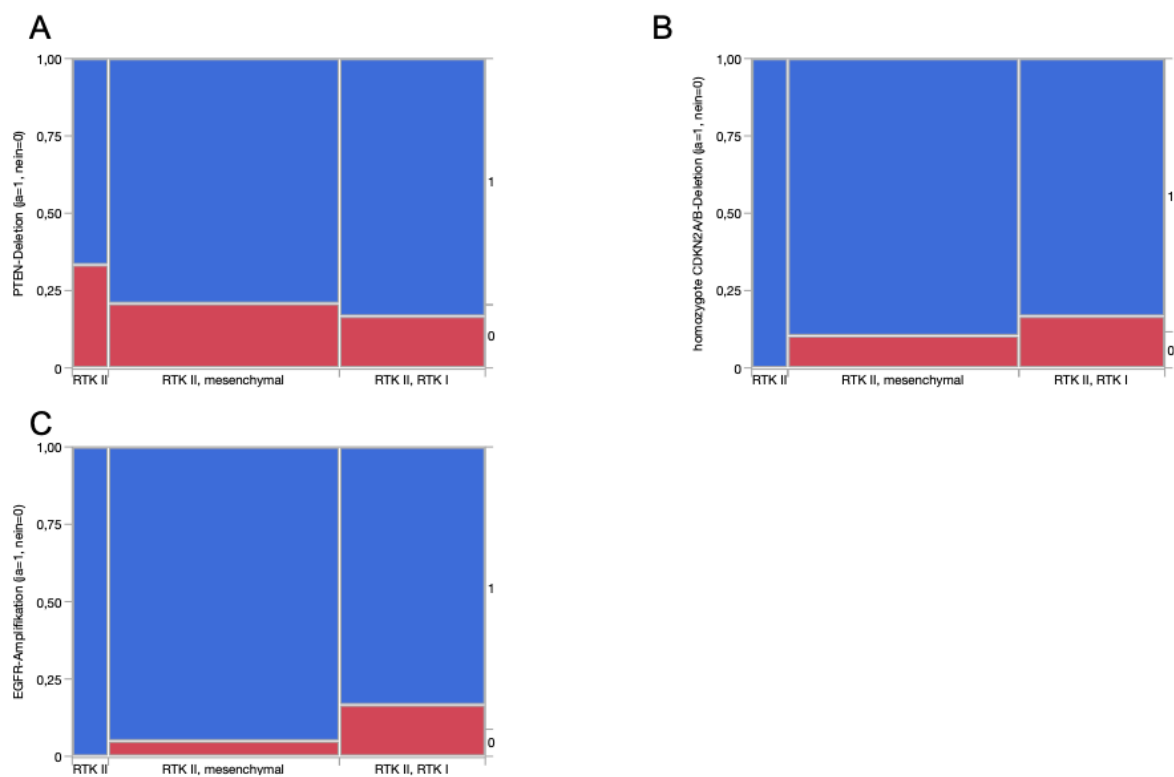 A
PTEN-Deletion (ja=1, nein=0)
1,00
0,75
0,50
0,25
0
1
0
RTK II
RTK II, mesenchymal
RTK II, RTK I
B
homozygote CDKN2A/B-Deletion (ja=1, nein=0)
1,00
0,75
0,50
0,25
0
1
0
RTK II
RTK II, mesenchymal
RTK II, RTK I
C
EGFR-Amplifikation (ja=1, nein=0)
1,00
0,75
0,50
0,25
0
1
0
RTK II
RTK II, mesenchymal
RTK II, RTK I